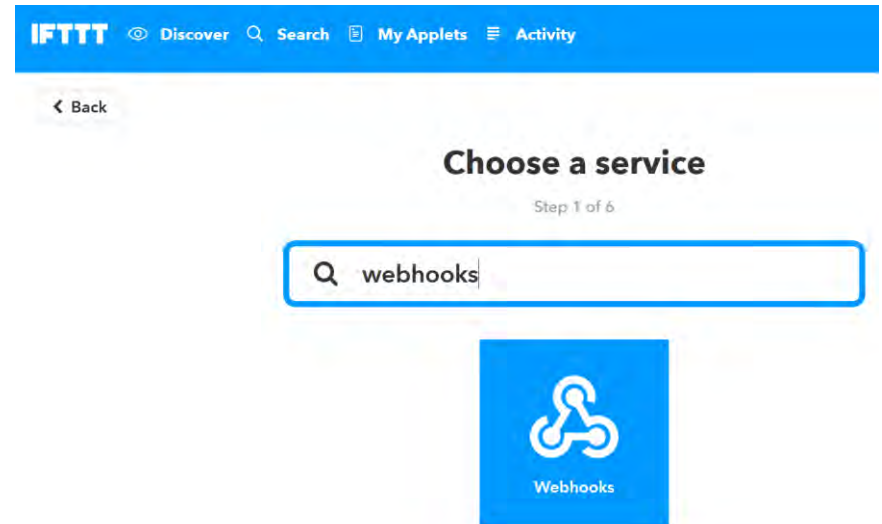 IFTTT Discover Search My Applets Activity
Back
Choose a service
Step 1 of 6
webhooks
Webhooks